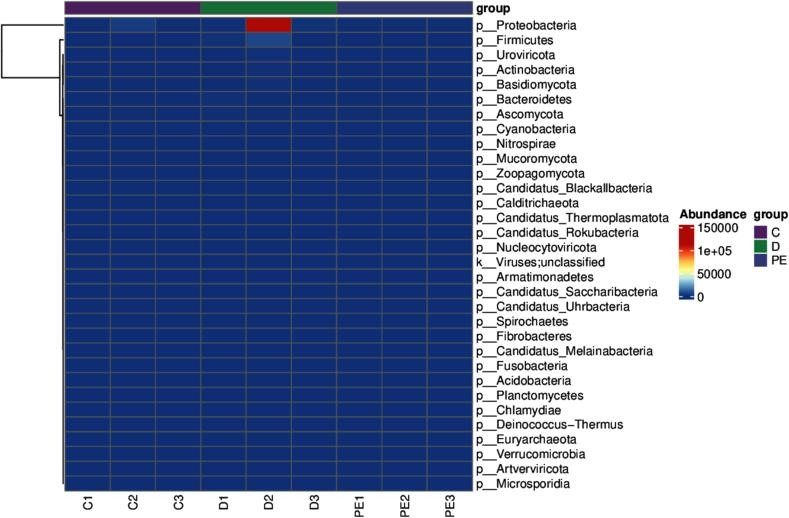 group
p__Proteobacteria
p__Firmicutes
p__Uroviricota
p__Actinobacteria
p__Basidiomycota
p__Bacteroidetes
p__Ascomycota
p__Cyanobacteria
p__Nitrospirae
p__Mucoromycota
p__Zoopagomycota
p__Candidatus_Blackallbacteria
p__Calditrichaeota
p__Candidatus_Thermoplasmatota
p__Candidatus_Rokubacteria
p__Nucleocytoviricota
k__Viruses;unclassified
p__Armatimonadetes
p__Candidatus_Saccharibacteria
p__Candidatus_Uhrbacteria
p__Spirochaetes
p__Fibrobacteres
p__Candidatus_Melainabacteria
p__Fusobacteria
p__Acidobacteria
p__Planctomycetes
p__Chlamydiae
p__Deinococcus−Thermus
p__Euryarchaeota
p__Verrucomicrobia
p__Artverviricota
p__Microsporidia
C1 C2 C3 D1 D2 D3 PE1 PE2 PE3
Abundance
150000
1e+05
50000
0
group
C
D
PE